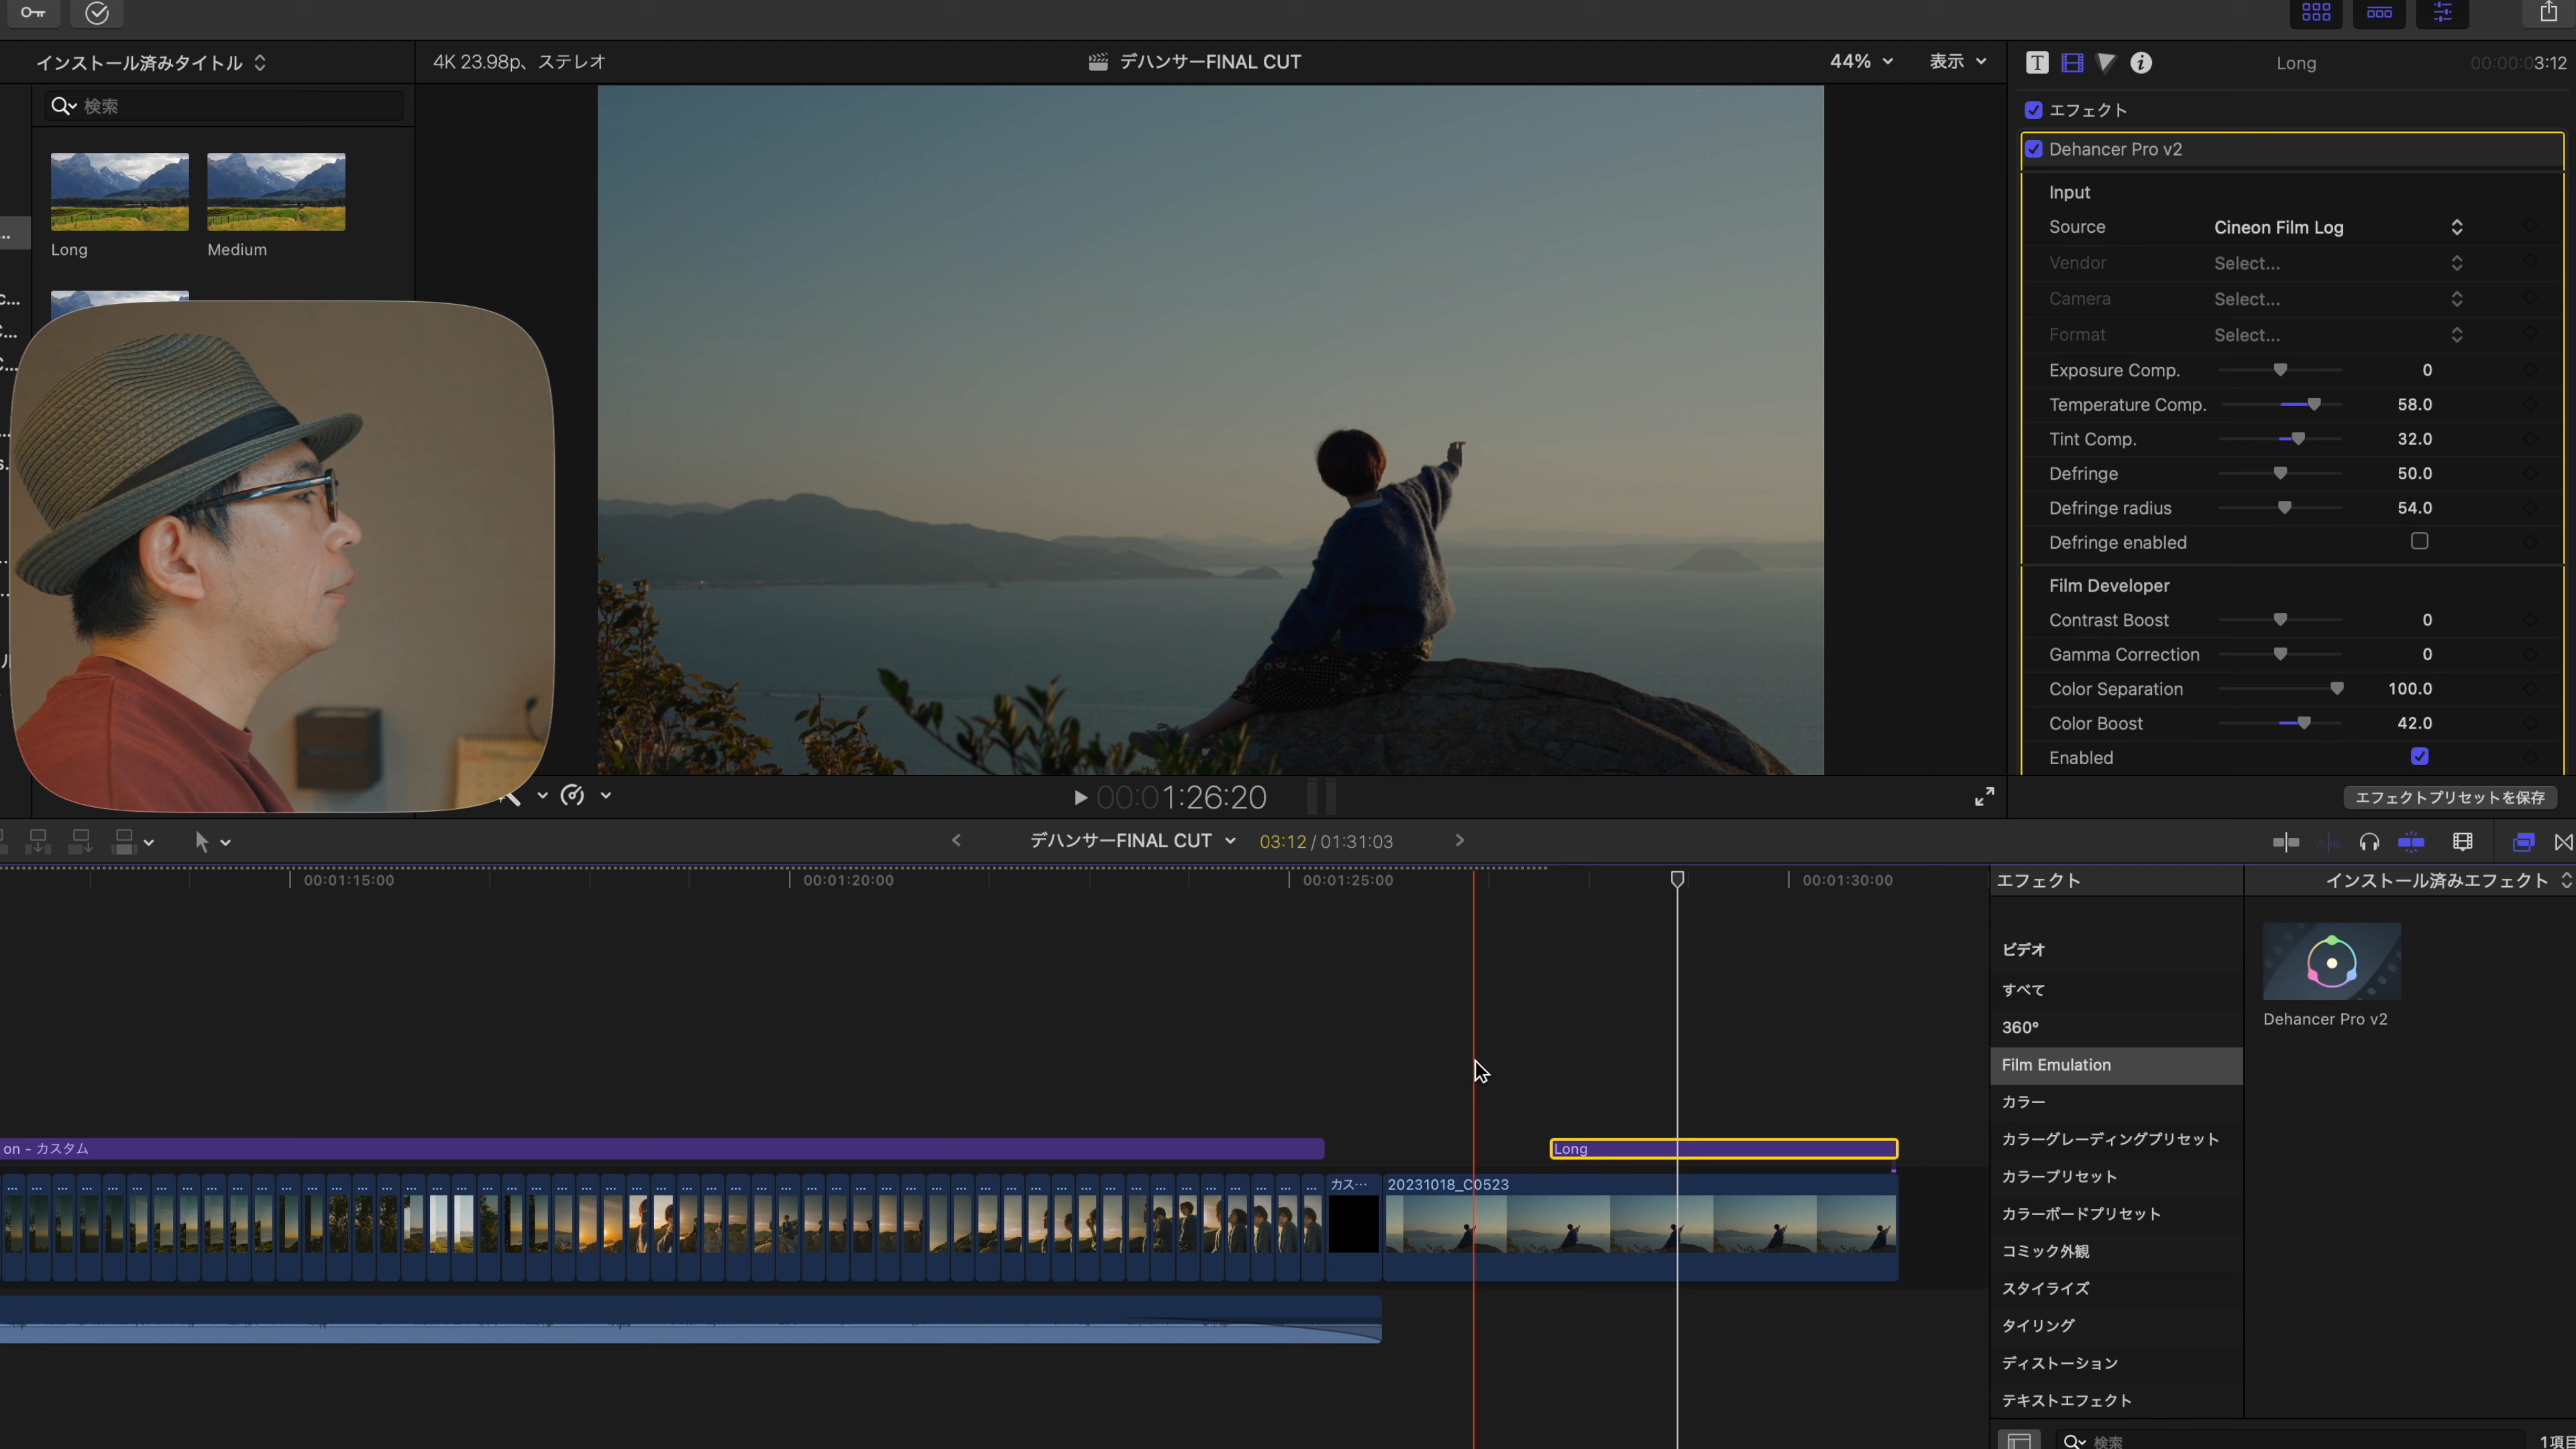 インストール済みタイトル
4K 23.98p、ステレオ
デハンサーFINAL CUT
44%
表示
Long
00:00:03:12
検索
Long
Medium
エフェクト
Dehancer Pro v2
Input
Source Cineon Film Log
Vendor Select...
Camera Select...
Format Select...
Exposure Comp. 0
Temperature Comp. 58.0
Tint Comp. 32.0
Defringe 50.0
Defringe radius 54.0
Defringe enabled
Film Developer
Contrast Boost 0
Gamma Correction 0
Color Separation 100.0
Color Boost 42.0
Enabled
00:01:26:20
エフェクトプリセットを保存
デハンサーFINAL CUT
03:12 / 01:31:03
00:01:15:00
00:01:20:00
00:01:25:00
00:01:30:00
on - カスタム
Long
カス…
20231018_C0523
エフェクト
インストール済みエフェクト
ビデオ
すべて
360°
Film Emulation
カラー
カラーグレーディングプリセット
カラープリセット
カラーボードプリセット
コミック外観
スタイライズ
タイリング
ディストーション
テキストエフェクト
Dehancer Pro v2
検索